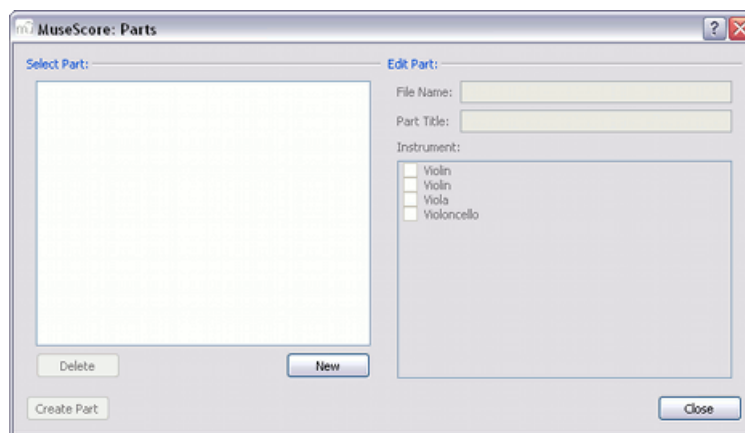 MuseScore: Parts
Select Part:
Edit Part:
File Name:
Part Title:
Instrument:
Violin
Violin
Viola
Violoncello
Delete
New
Create Part
Close